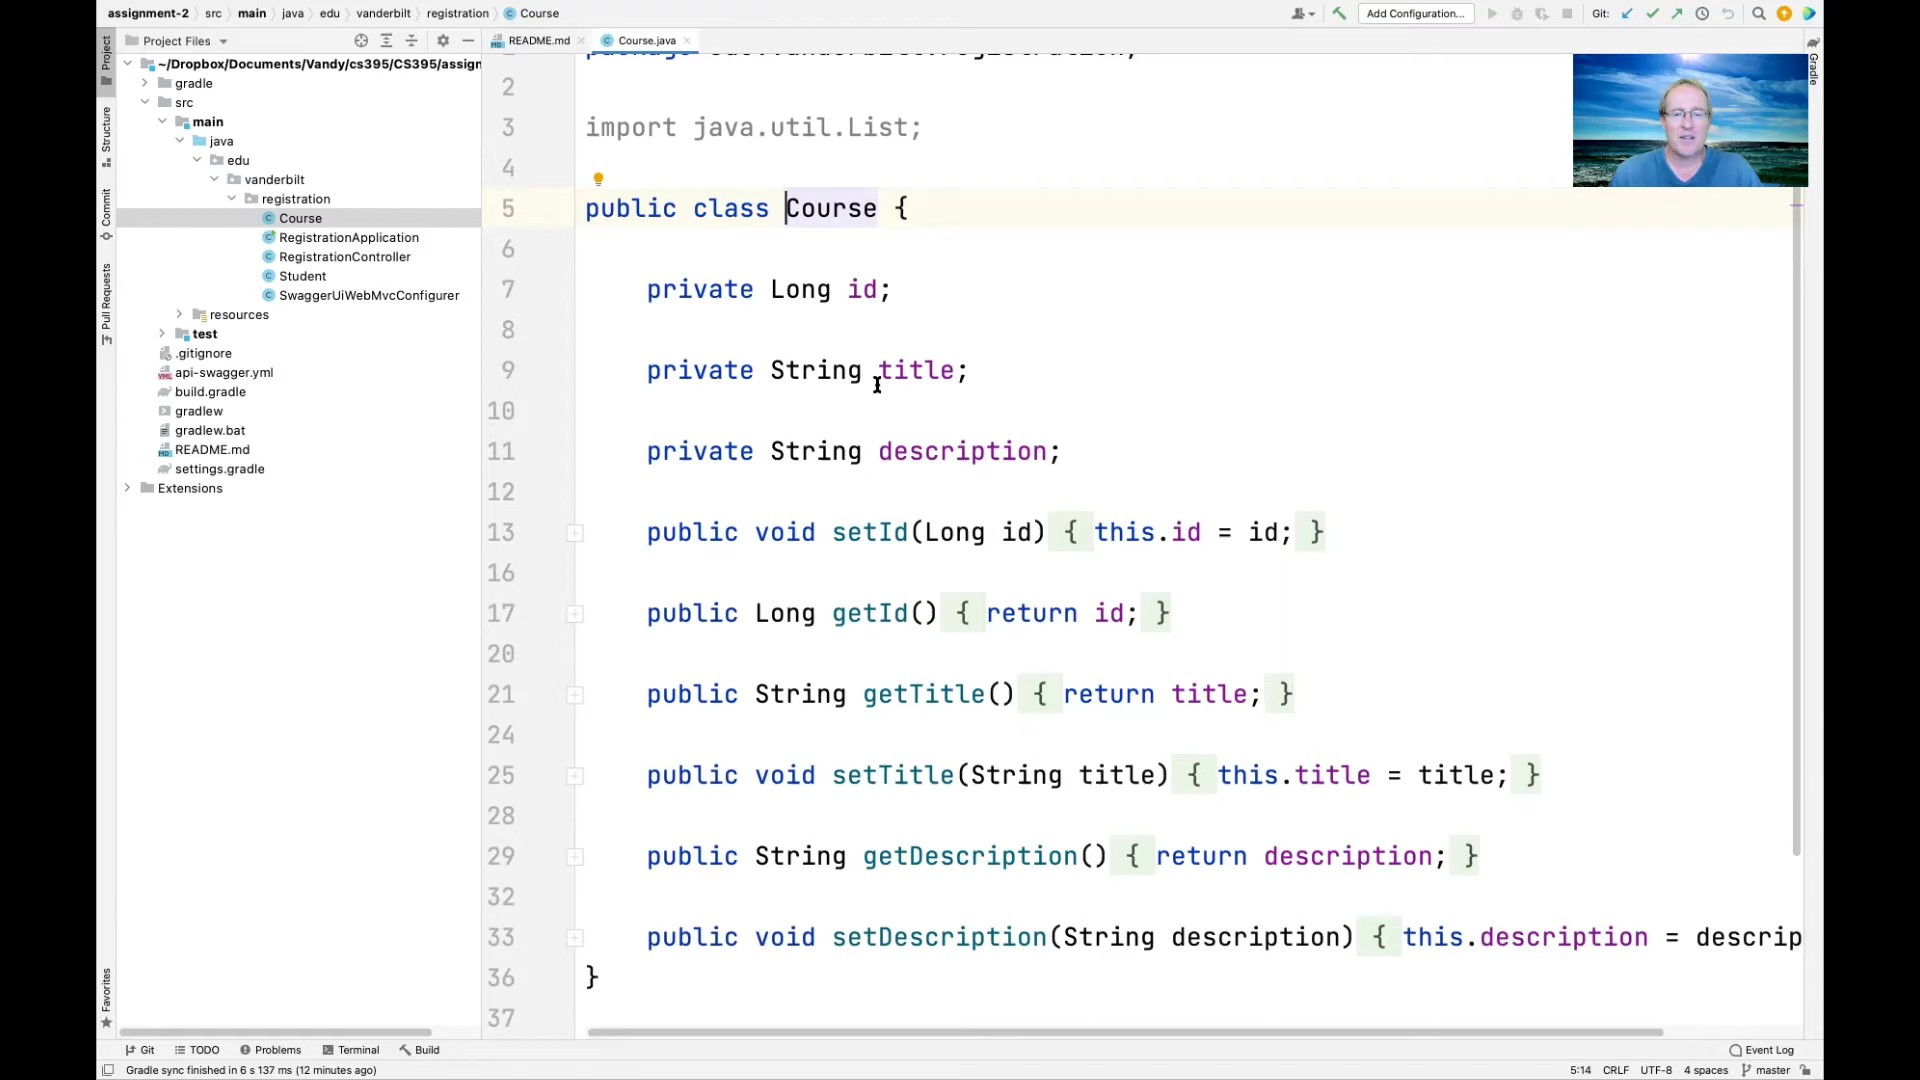 assignment-2 src main java edu vanderbilt registration Course
Add Configuration...
Git:
Project Files
README.md
Course.java
Project
Structure
Commit
Pull Requests
Favorites
~/Dropbox/Documents/Vandy/cs395/CS395/assign
gradle
src
main
java
edu
vanderbilt
registration
Course
RegistrationApplication
RegistrationController
Student
SwaggerUiWebMvcConfigurer
resources
test
.gitignore
api-swagger.yml
build.gradle
gradlew
gradlew.bat
README.md
settings.gradle
Extensions
2
3 import java.util.List;
4
5 public class Course {
6
7 private Long id;
8
9 private String title;
10
11 private String description;
12
13 public void setId(Long id) { this.id = id; }
16
17 public Long getId() { return id; }
20
21 public String getTitle() { return title; }
24
25 public void setTitle(String title) { this.title = title; }
28
29 public String getDescription() { return description; }
32
33 public void setDescription(String description) { this.description = descrip
36 }
37
Gradle
Git TODO Problems Terminal Build
Event Log
Gradle sync finished in 6 s 137 ms (12 minutes ago)
5:14 CRLF UTF-8 4 spaces master